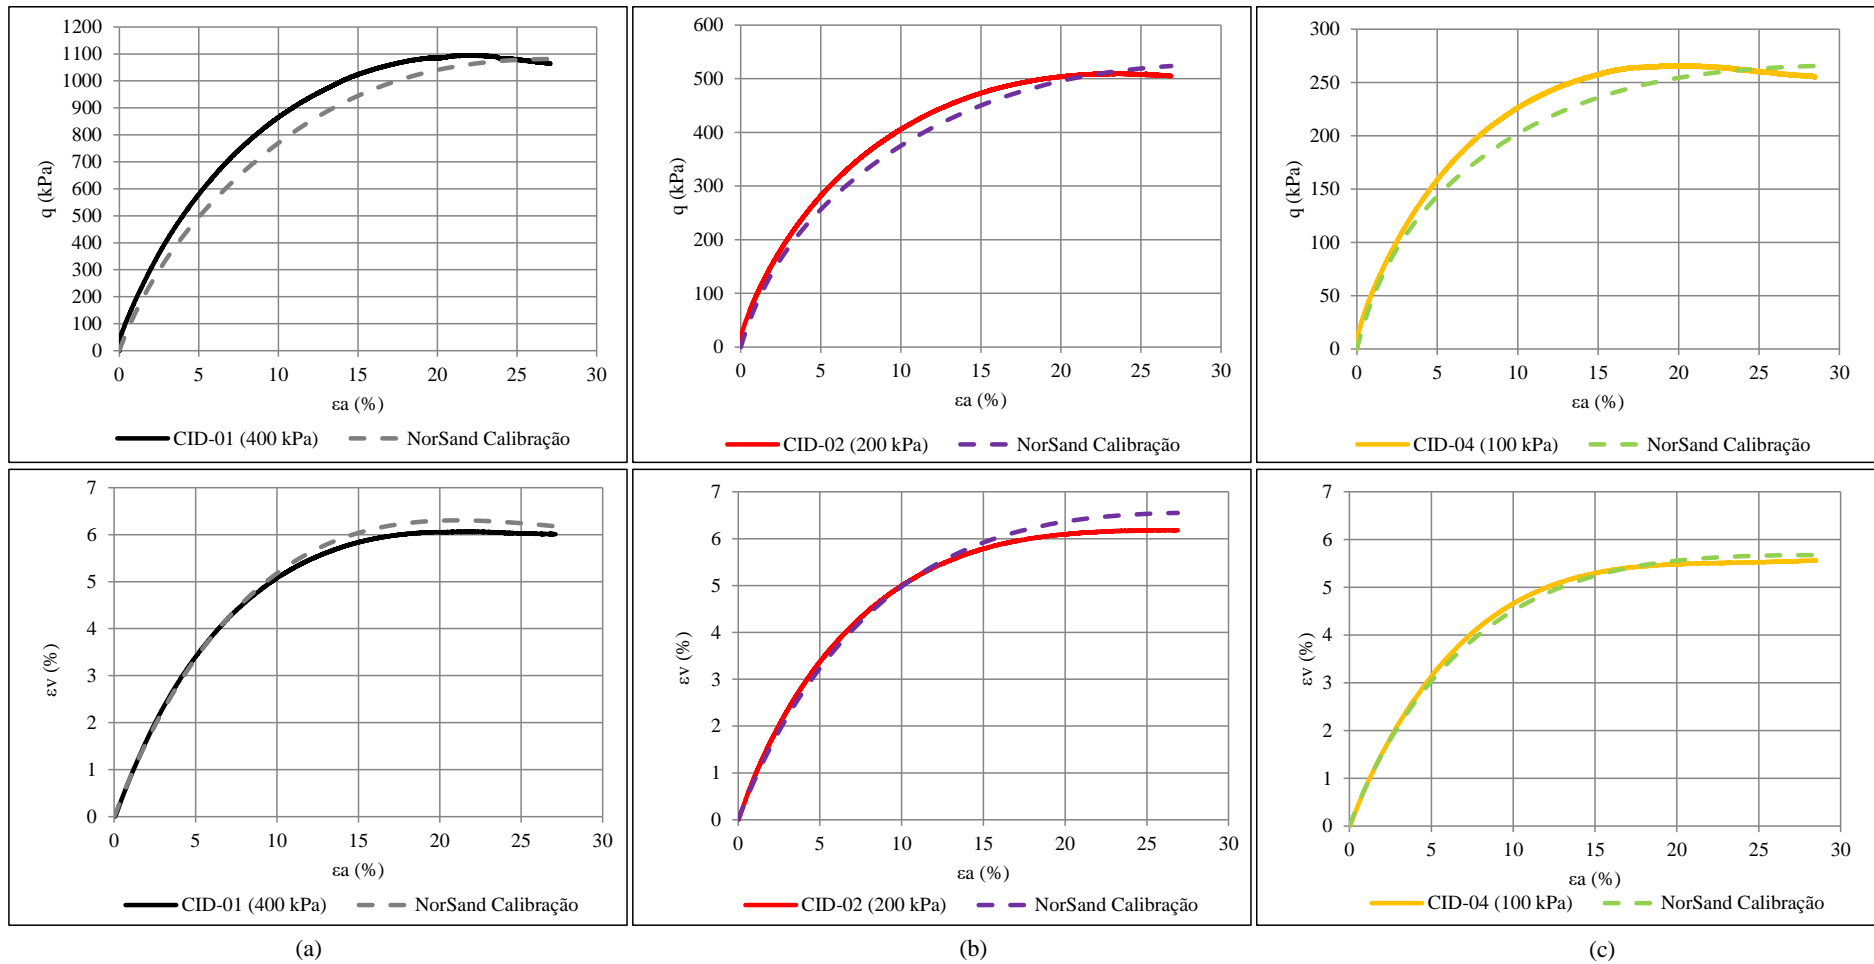 1200
1100
1000
900
800
700
600
500
400
300
200
100
0
q (kPa)
0 5 10 15 20 25 30
εa (%)
CID-01 (400 kPa) NorSand Calibração
600
500
400
300
200
100
0
q (kPa)
0 5 10 15 20 25 30
εa (%)
CID-02 (200 kPa) NorSand Calibração
300
250
200
150
100
50
0
q (kPa)
0 5 10 15 20 25 30
εa (%)
CID-04 (100 kPa) NorSand Calibração
7
6
5
4
3
2
1
0
εv (%)
0 5 10 15 20 25 30
εa (%)
CID-01 (400 kPa) NorSand Calibração
7
6
5
4
3
2
1
0
εv (%)
0 5 10 15 20 25 30
εa (%)
CID-02 (200 kPa) NorSand Calibração
7
6
5
4
3
2
1
0
εv (%)
0 5 10 15 20 25 30
εa (%)
CID-04 (100 kPa) NorSand Calibração
(a) (b) (c)